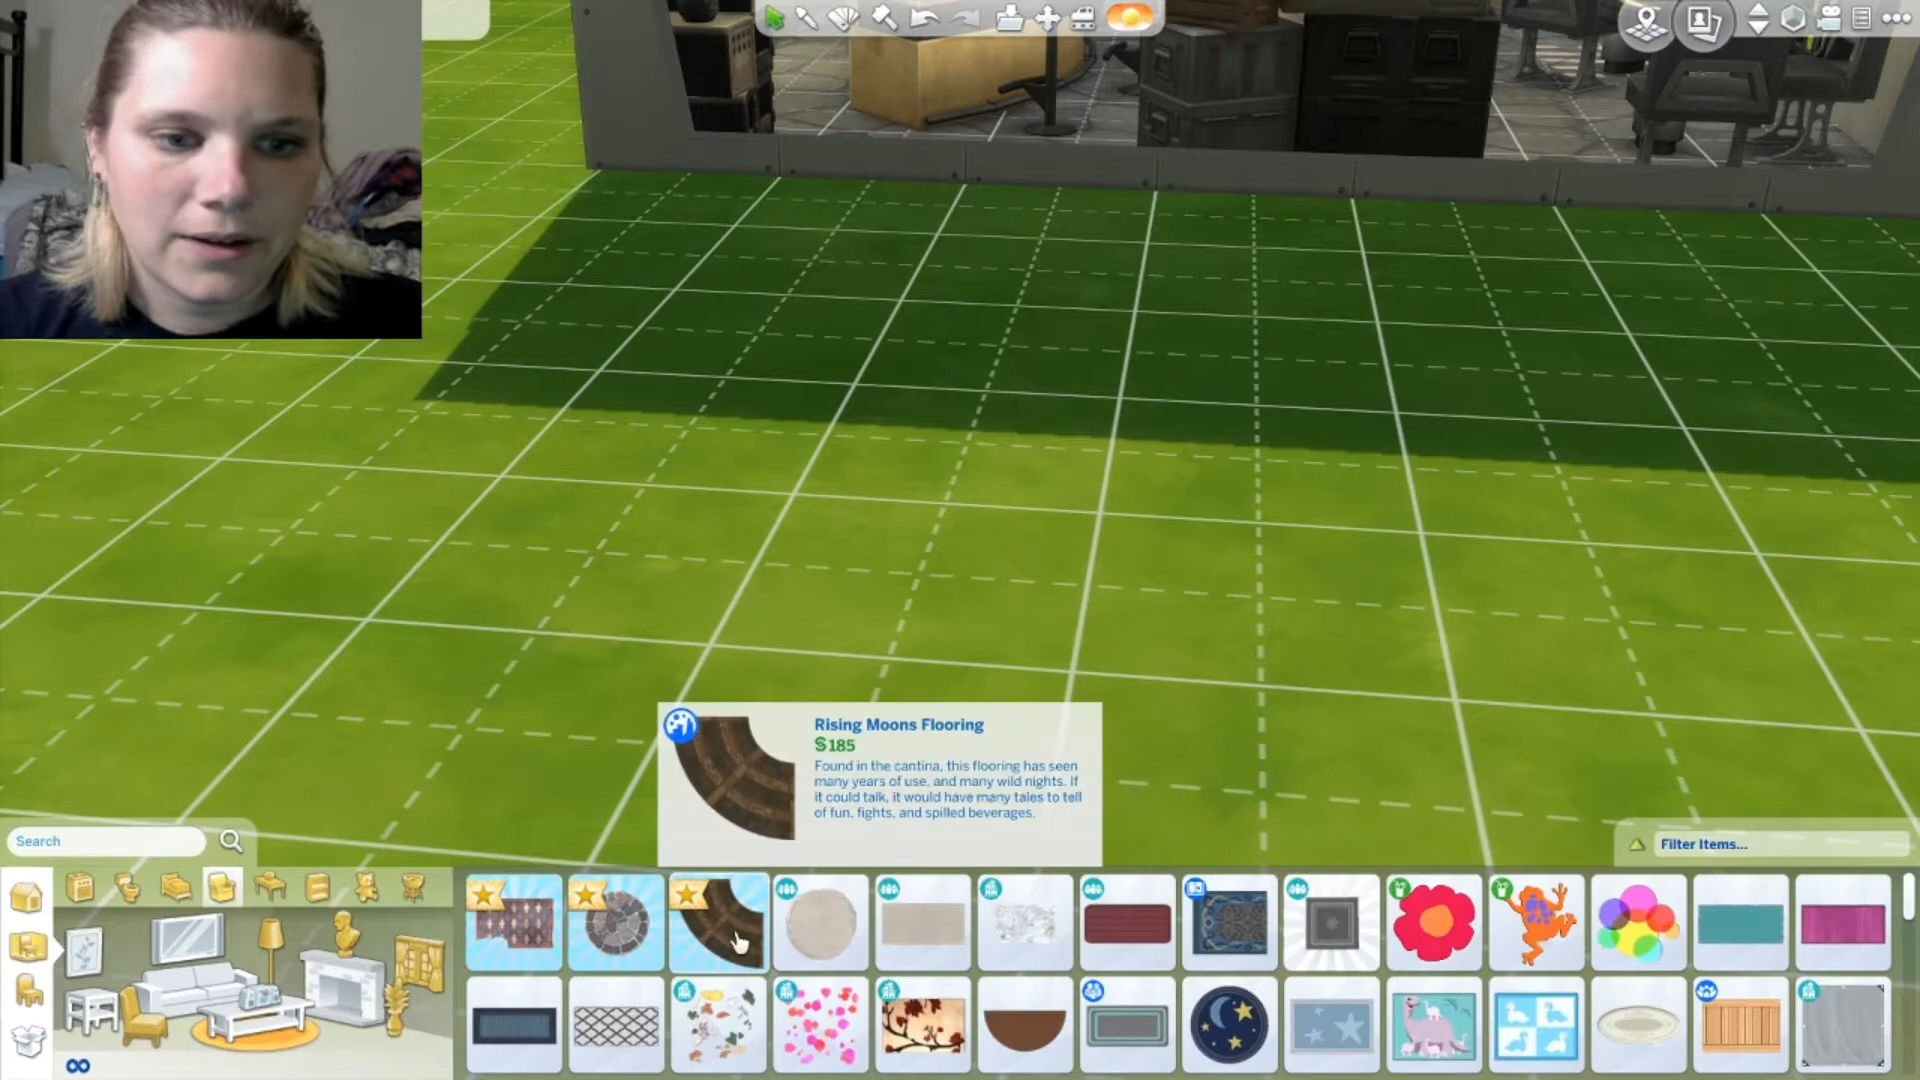 Rising Moons Flooring
§185
Found in the cantina, this flooring has seen
many years of use, and many wild nights. If
it could talk, it would have many tales to tell
of fun, fights, and spilled beverages.
Search
Filter Items...